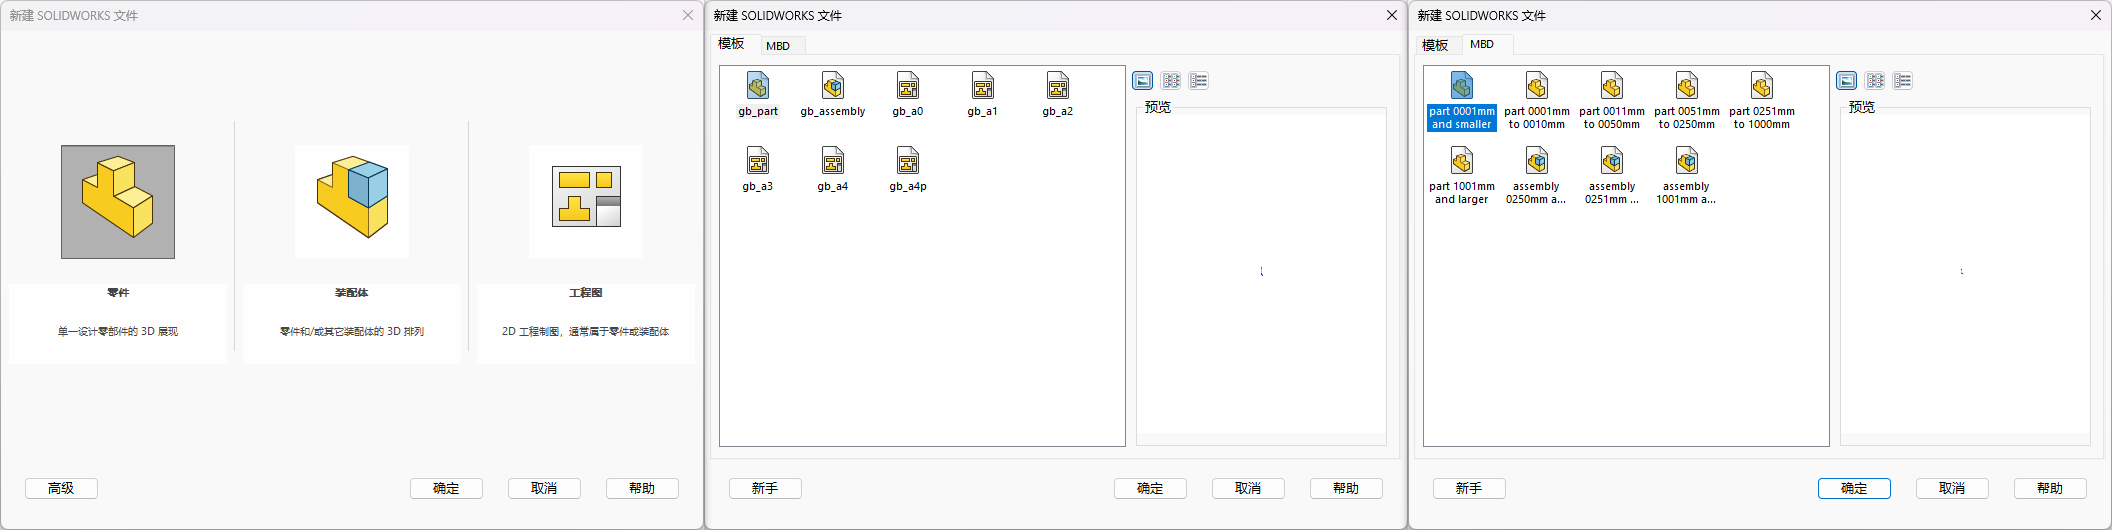 新建 SOLIDWORKS 文件
零件
单一设计零部件的 3D 展现
装配体
零件和/或其它装配体的 3D 排列
工程图
2D 工程制图，通常属于零件或装配体
高级
确定
取消
帮助
新建 SOLIDWORKS 文件
模板
MBD
gb_part
gb_assembly
gb_a0
gb_a1
gb_a2
gb_a3
gb_a4
gb_a4p
预览
新手
确定
取消
帮助
新建 SOLIDWORKS 文件
模板
MBD
part 0001mm
and smaller
part 0001mm
to 0010mm
part 0011mm
to 0050mm
part 0051mm
to 0250mm
part 0251mm
to 1000mm
part 1001mm
and larger
assembly
0250mm a...
assembly
0251mm ...
assembly
1001mm a...
预览
新手
确定
取消
帮助